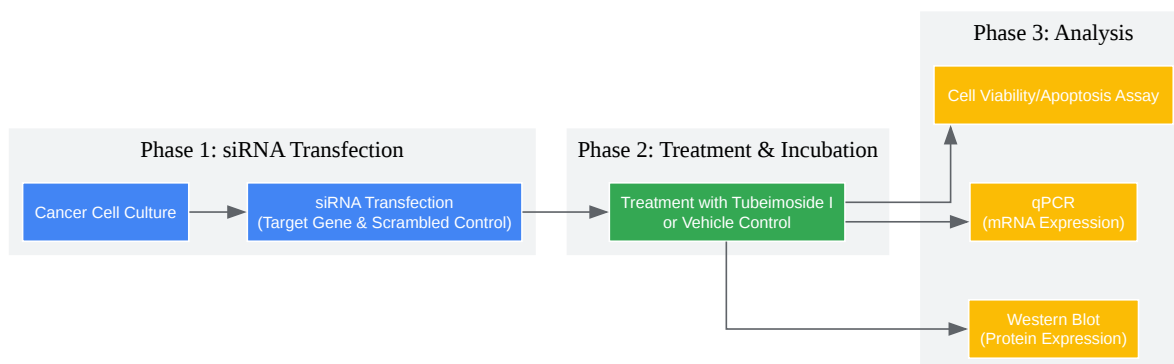 Phase 1: siRNA Transfection
Cancer Cell Culture
siRNA Transfection
(Target Gene & Scrambled Control)
Phase 2: Treatment & Incubation
Treatment with Tubeimoside I
or Vehicle Control
Phase 3: Analysis
Cell Viability/Apoptosis Assay
qPCR
(mRNA Expression)
Western Blot
(Protein Expression)